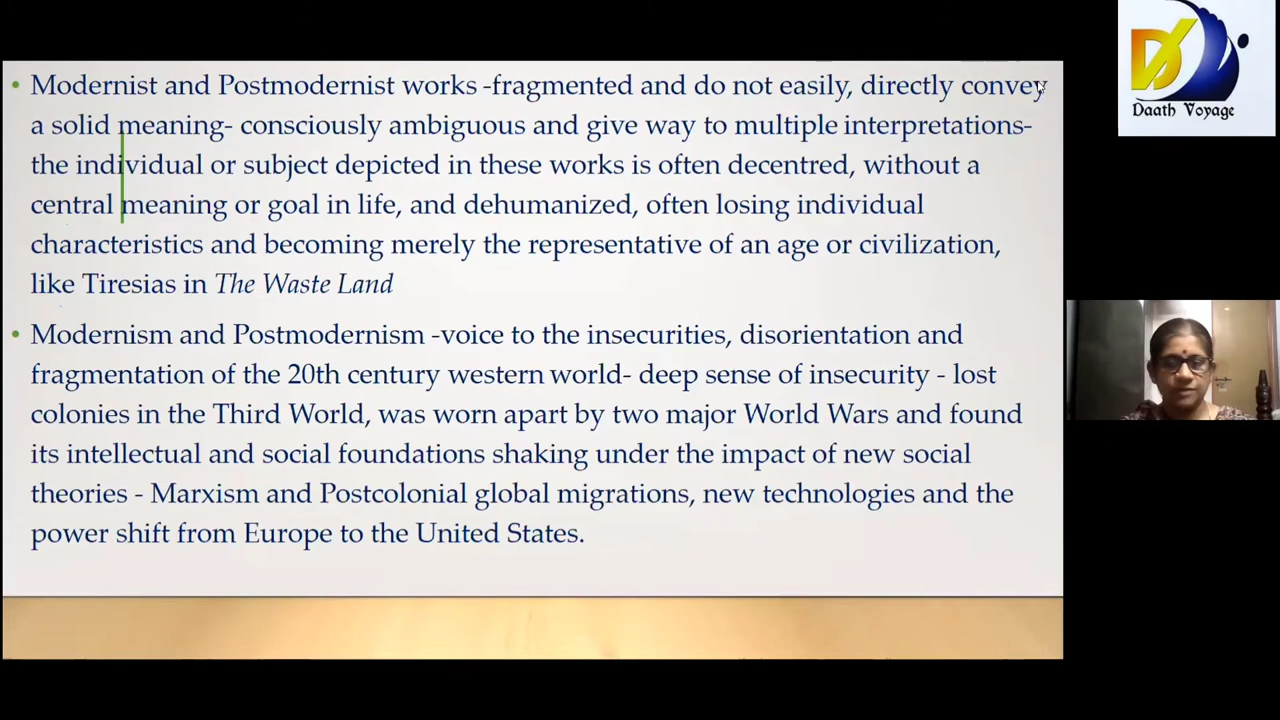 • Modernist and Postmodernist works -fragmented and do not easily, directly convey
a solid meaning- consciously ambiguous and give way to multiple interpretations-
the individual or subject depicted in these works is often decentred, without a
central meaning or goal in life, and dehumanized, often losing individual
characteristics and becoming merely the representative of an age or civilization,
like Tiresias in The Waste Land
• Modernism and Postmodernism -voice to the insecurities, disorientation and
fragmentation of the 20th century western world- deep sense of insecurity - lost
colonies in the Third World, was worn apart by two major World Wars and found
its intellectual and social foundations shaking under the impact of new social
theories - Marxism and Postcolonial global migrations, new technologies and the
power shift from Europe to the United States.
DV
Daath Voyage